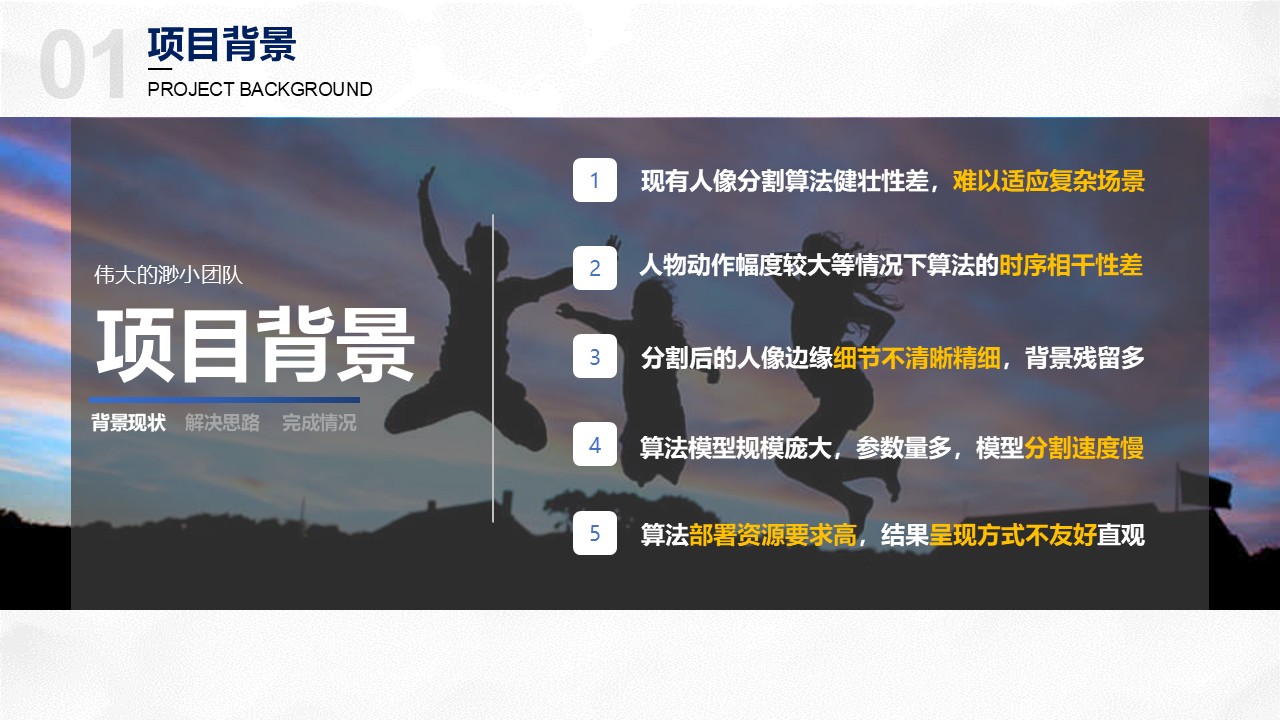 01
项目背景
PROJECT BACKGROUND
伟大的渺小团队
项目背景
背景现状 解决思路 完成情况
1 现有人像分割算法健壮性差，难以适应复杂场景
2 人物动作幅度较大等情况下算法的时序相干性差
3 分割后的人像边缘细节不清晰精细，背景残留多
4 算法模型规模庞大，参数量多，模型分割速度慢
5 算法部署资源要求高，结果呈现方式不友好直观